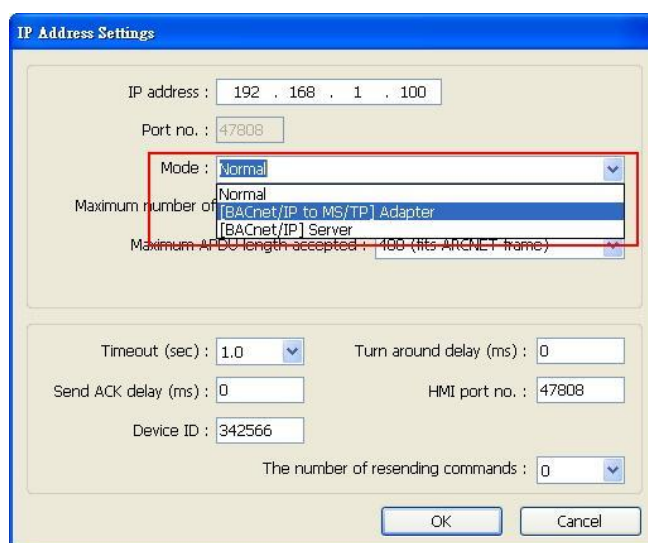 IP Address Settings
IP address : 192 . 168 . 1 . 100
Port no. : 47808
Mode : Normal
Normal
Maximum number of [BACnet/IP to MS/TP] Adapter
[BACnet/IP] Server
Maximum APDU length accepted : 480 (fits ARCNET frame)
Timeout (sec) : 1.0 Turn around delay (ms) : 0
Send ACK delay (ms) : 0 HMI port no. : 47808
Device ID : 342566
The number of resending commands : 0
OK Cancel